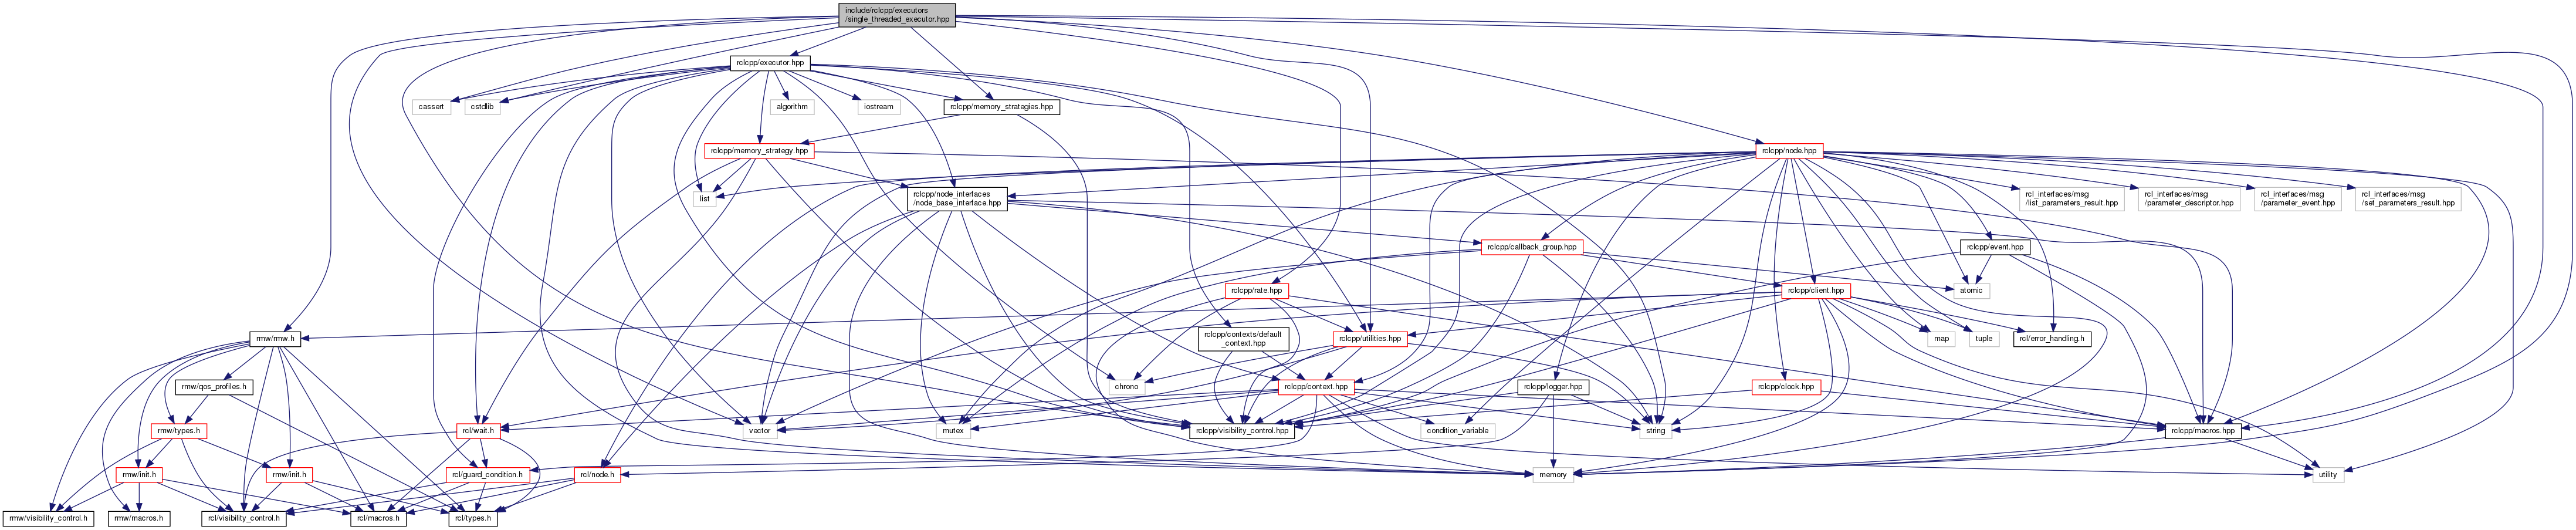 include/rclcpp/executors
/single_threaded_executor.hpp
rclcpp/executor.hpp
cassert
cstdlib
algorithm
iostream
rclcpp/memory_strategies.hpp
rclcpp/memory_strategy.hpp
rclcpp/node.hpp
list
rclcpp/node_interfaces
/node_base_interface.hpp
rcl_interfaces/msg
/list_parameters_result.hpp
rcl_interfaces/msg
/parameter_descriptor.hpp
rcl_interfaces/msg
/parameter_event.hpp
rcl_interfaces/msg
/set_parameters_result.hpp
rclcpp/callback_group.hpp
rclcpp/event.hpp
rclcpp/rate.hpp
rclcpp/client.hpp
atomic
rmw/rmw.h
rclcpp/contexts/default
_context.hpp
rclcpp/utilities.hpp
map
tuple
rcl/error_handling.h
rmw/qos_profiles.h
chrono
rclcpp/context.hpp
rclcpp/logger.hpp
rclcpp/clock.hpp
rmw/types.h
rcl/wait.h
vector
mutex
rclcpp/visibility_control.hpp
condition_variable
string
rclcpp/macros.hpp
rmw/init.h
rmw/init.h
rcl/guard_condition.h
rcl/node.h
memory
utility
rmw/visibility_control.h
rmw/macros.h
rcl/visibility_control.h
rcl/macros.h
rcl/types.h